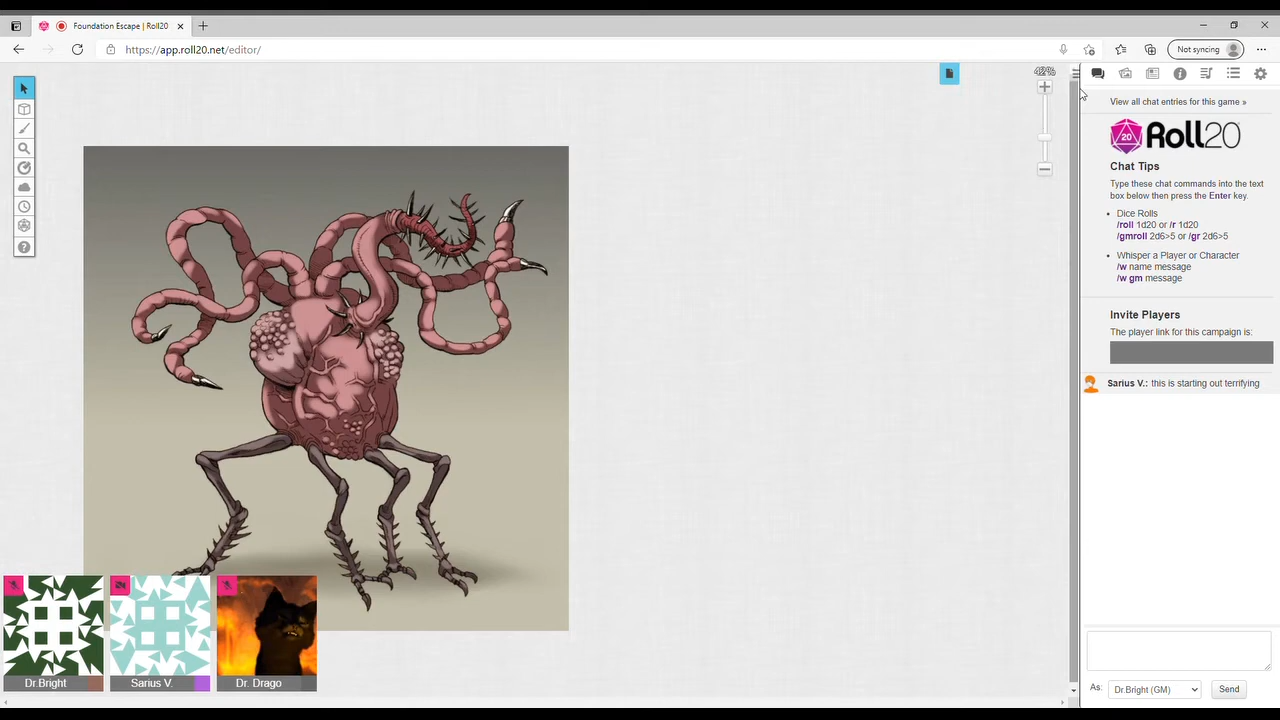 Foundation Escape | Roll20
https://app.roll20.net/editor/
Not syncing
42%
View all chat entries for this game »
20
Roll20
Chat Tips
Type these chat commands into the text
box below then press the Enter key.
Dice Rolls
/roll 1d20 or /r 1d20
/gmroll 2d6>5 or /gr 2d6>5
Whisper a Player or Character
/w name message
/w gm message
Invite Players
The player link for this campaign is:
Sarius V.: this is starting out terrifying
Dr.Bright
Sarius V.
Dr. Drago
As:
Dr.Bright (GM)
Send